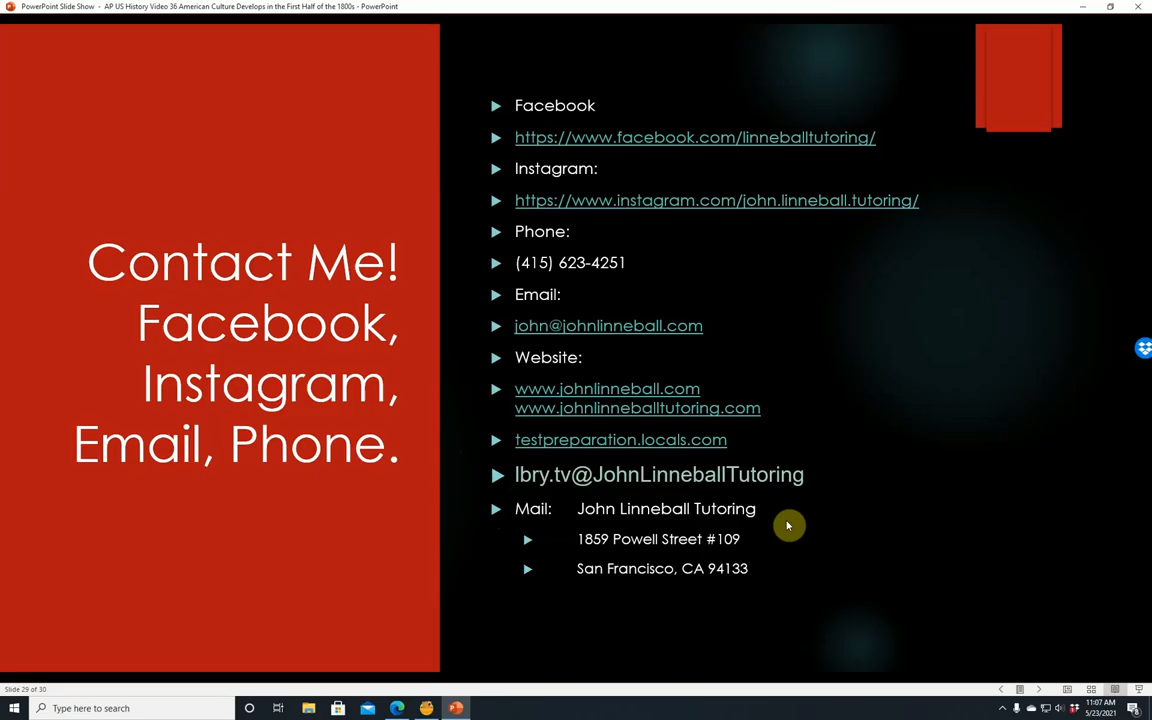 PowerPoint Slide Show - AP US History Video 36 American Culture Develops in the First Half of the 1800s - PowerPoint
Contact Me!
Facebook,
Instagram,
Email, Phone.
Facebook
https://www.facebook.com/linneballtutoring/
Instagram:
https://www.instagram.com/john.linneball.tutoring/
Phone:
(415) 623-4251
Email:
john@johnlinneball.com
Website:
www.johnlinneball.com
www.johnlinneballtutoring.com
testpreparation.locals.com
lbry.tv@JohnLinneballTutoring
Mail: John Linneball Tutoring
1859 Powell Street #109
San Francisco, CA 94133
Slide 29 of 30
Type here to search
11:07 AM
5/23/2021